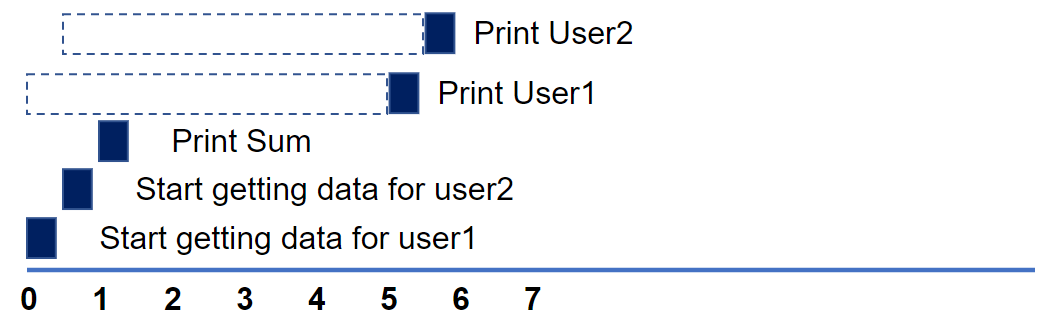 Print User2
Print User1
Print Sum
Start getting data for user2
Start getting data for user1
0 1 2 3 4 5 6 7